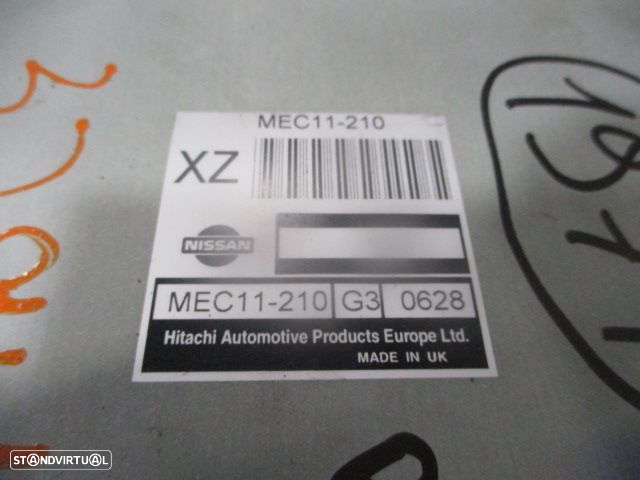 MEC11-210
XZ
NISSAN
MEC11-210 G3 0628
Hitachi Automotive Products Europe Ltd.
MADE IN UK
STANDVIRTUAL